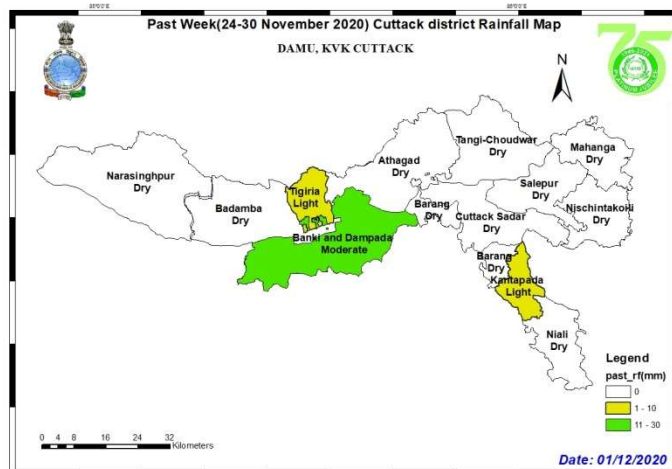 Past Week(24-30 November 2020) Cuttack district Rainfall Map
DAMU, KVK CUTTACK
N
75
Tangi-Choudwar
Dry
Mahanga
Dry
Athagad
Dry
Narasinghpur
Dry
Salepur
Dry
Tigiria
Light
Badamba
Dry
Barang
Dry
Cuttack Sadar
Dry
Nischintakoili
Dry
Banki and Dampada
Moderate
Barang
Dry
Kantapada
Light
Niali
Dry
Legend
past_rf(mm)
0
1 - 10
11 - 30
0 4 8 16 24 32
Kilometers
Date: 01/12/2020